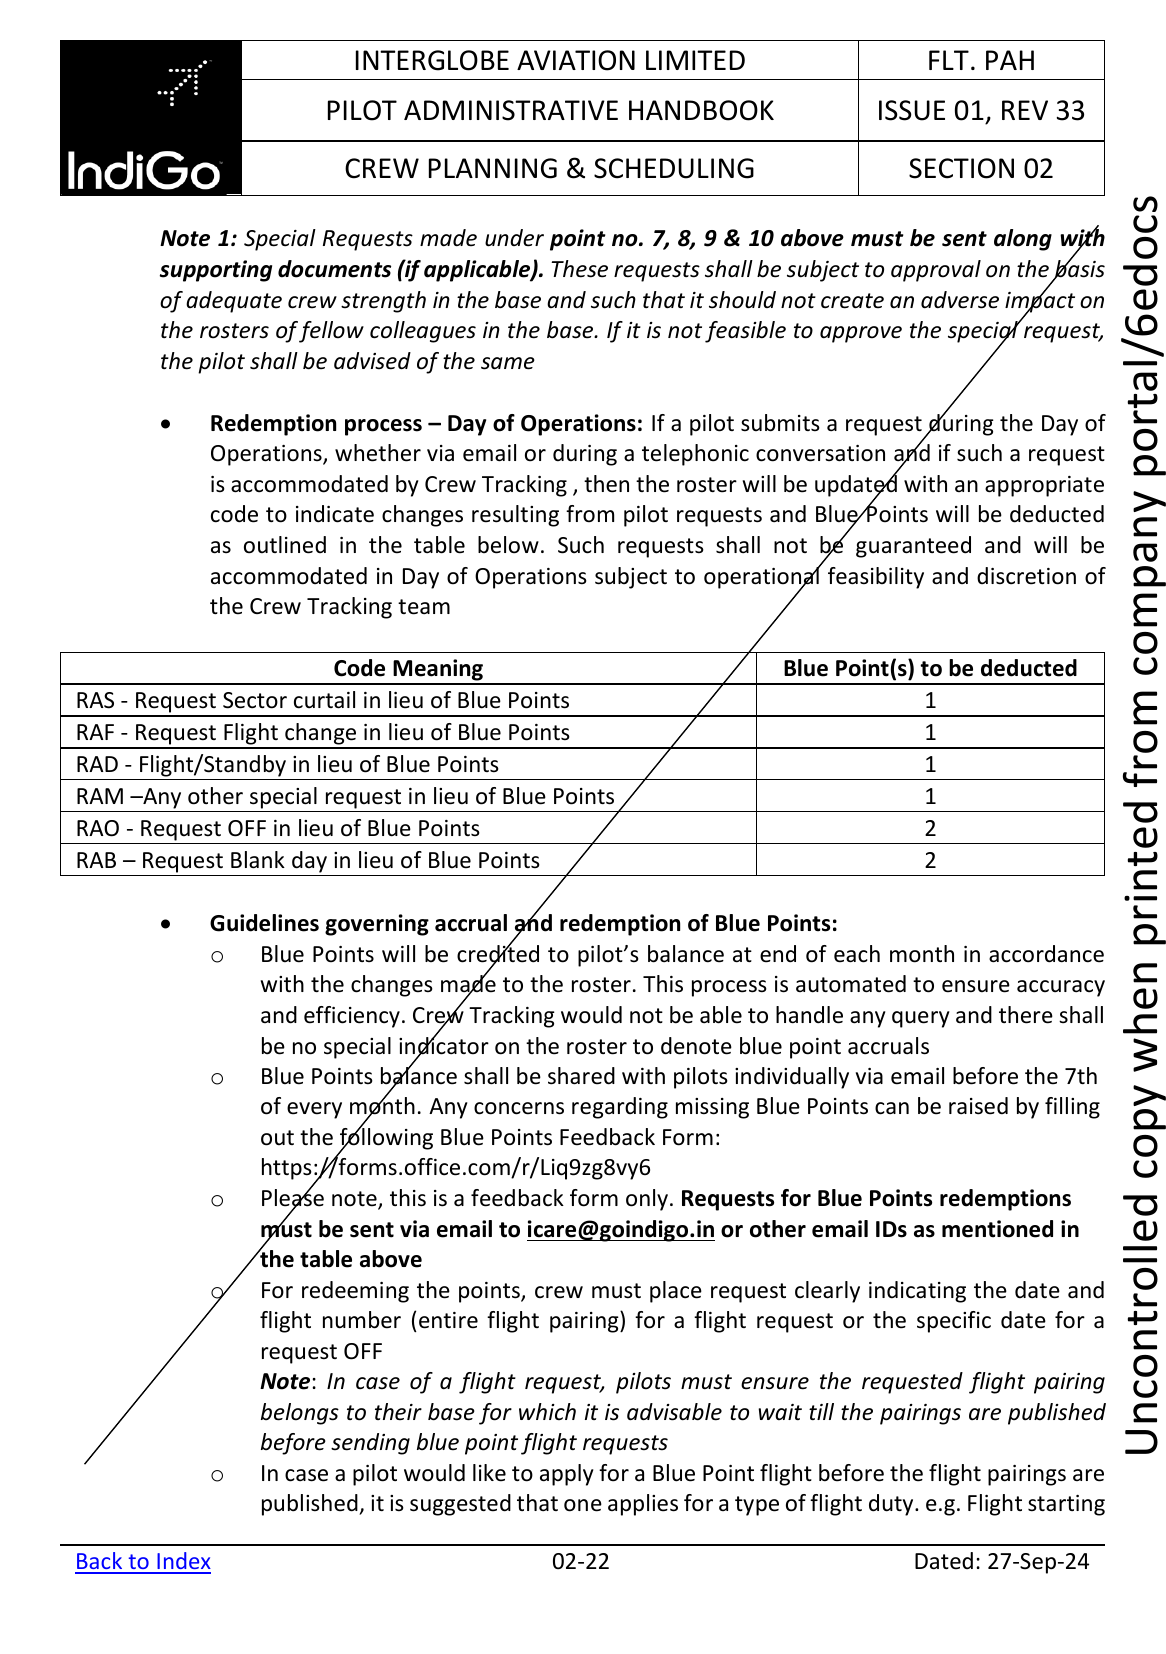 INTERGLOBE AVIATION LIMITED
FLT. PAH
PILOT ADMINISTRATIVE HANDBOOK
ISSUE 01, REV 33
IndiGo
CREW PLANNING & SCHEDULING
SECTION 02
Note 1: Special Requests made under point no. 7, 8, 9 & 10 above must be sent along with
supporting documents (if applicable). These requests shall be subject to approval on the basis
of adequate crew strength in the base and such that it should not create an adverse impact on
the rosters of fellow colleagues in the base. If it is not feasible to approve the special request,
the pilot shall be advised of the same
• Redemption process – Day of Operations: If a pilot submits a request during the Day of
Operations, whether via email or during a telephonic conversation and if such a request
is accommodated by Crew Tracking , then the roster will be updated with an appropriate
code to indicate changes resulting from pilot requests and Blue Points will be deducted
as outlined in the table below. Such requests shall not be guaranteed and will be
accommodated in Day of Operations subject to operational feasibility and discretion of
the Crew Tracking team
Code Meaning
Blue Point(s) to be deducted
RAS - Request Sector curtail in lieu of Blue Points
1
RAF - Request Flight change in lieu of Blue Points
1
RAD - Flight/Standby in lieu of Blue Points
1
RAM –Any other special request in lieu of Blue Points
1
RAO - Request OFF in lieu of Blue Points
2
RAB – Request Blank day in lieu of Blue Points
2
• Guidelines governing accrual and redemption of Blue Points:
o Blue Points will be credited to pilot’s balance at end of each month in accordance
with the changes made to the roster. This process is automated to ensure accuracy
and efficiency. Crew Tracking would not be able to handle any query and there shall
be no special indicator on the roster to denote blue point accruals
o Blue Points balance shall be shared with pilots individually via email before the 7th
of every month. Any concerns regarding missing Blue Points can be raised by filling
out the following Blue Points Feedback Form:
https://forms.office.com/r/Liq9zg8vy6
o Please note, this is a feedback form only. Requests for Blue Points redemptions
must be sent via email to icare@goindigo.in or other email IDs as mentioned in
the table above
o For redeeming the points, crew must place request clearly indicating the date and
flight number (entire flight pairing) for a flight request or the specific date for a
request OFF
Note: In case of a flight request, pilots must ensure the requested flight pairing
belongs to their base for which it is advisable to wait till the pairings are published
before sending blue point flight requests
o In case a pilot would like to apply for a Blue Point flight before the flight pairings are
published, it is suggested that one applies for a type of flight duty. e.g. Flight starting
Back to Index
02-22
Dated: 27-Sep-24
Uncontrolled copy when printed from company portal/6edocs